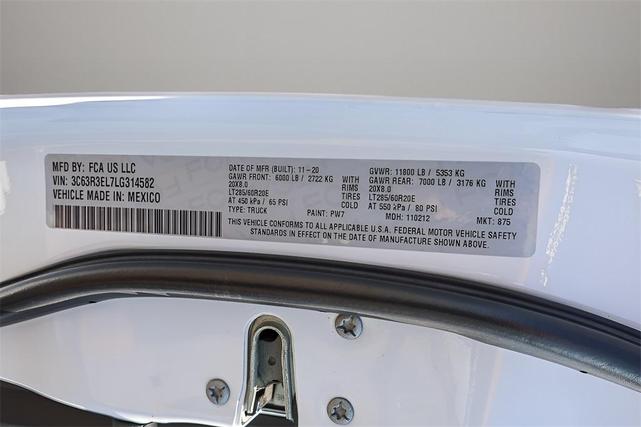 MFD BY: FCA US LLC
VIN: 3C63R3EL7LG314582
VEHICLE MADE IN: MEXICO
DATE OF MFR (BUILT): 11-20
GAWR FRONT: 6000 LB / 2722 KG WITH
20X8.0 RIMS
LT285/60R20E TIRES
AT 450 kPa / 65 PSI COLD
TYPE: TRUCK PAINT: PW7
GVWR: 11800 LB / 5353 KG
GAWR REAR: 7000 LB / 3176 KG WITH
20X8.0 RIMS
LT285/60R20E TIRES
AT 550 kPa / 80 PSI COLD
MDH: 110212 MKT: 875
THIS VEHICLE CONFORMS TO ALL APPLICABLE U.S.A. FEDERAL MOTOR VEHICLE SAFETY
STANDARDS IN EFFECT ON THE DATE OF MANUFACTURE SHOWN ABOVE.